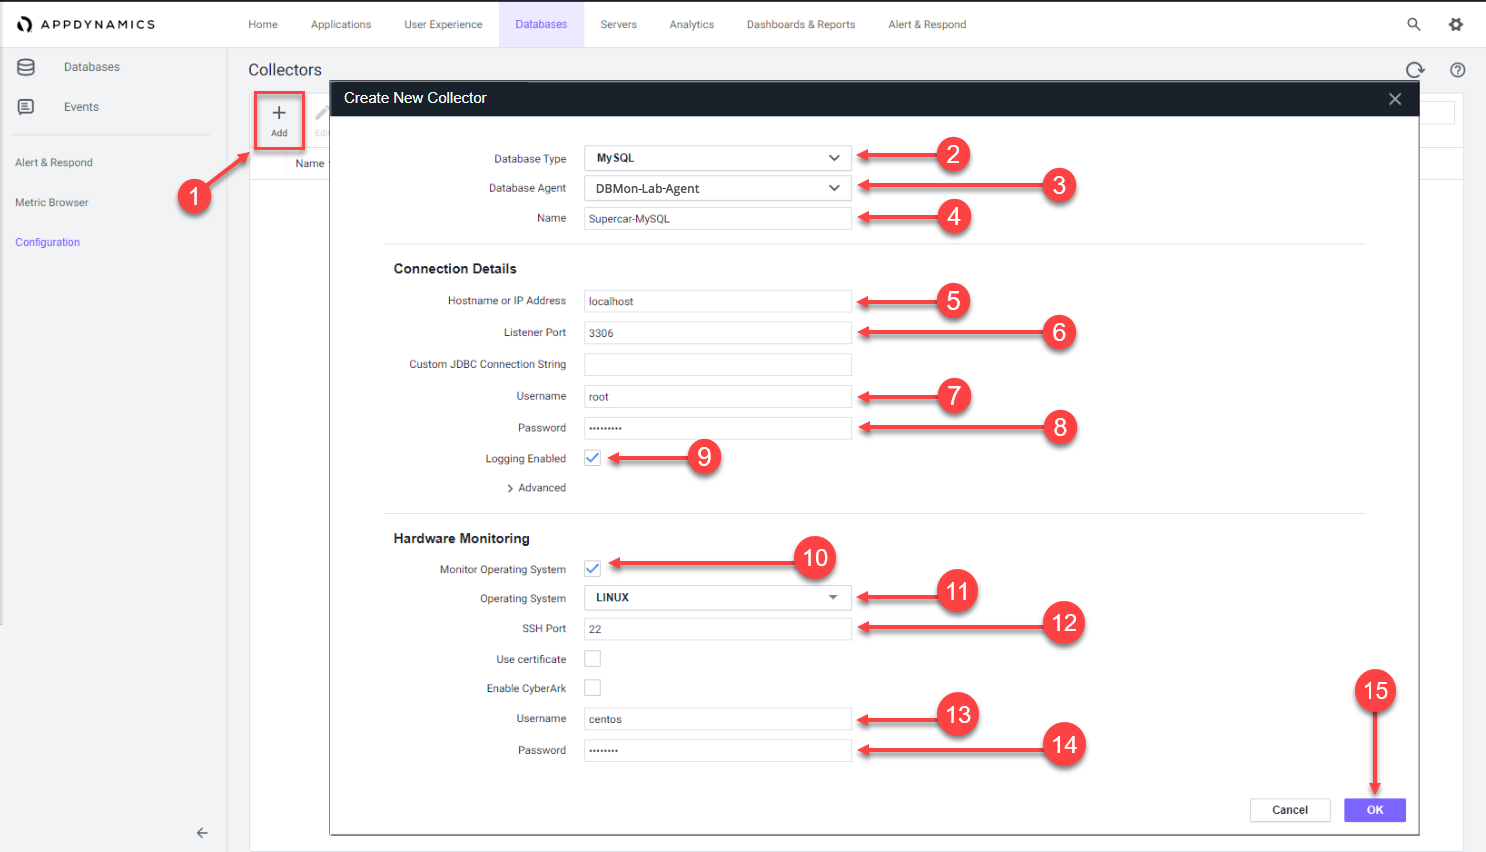 APPDYNAMICS
Home
Applications
User Experience
Databases
Servers
Analytics
Dashboards & Reports
Alert & Respond
Databases
Events
Alert & Respond
Metric Browser
Configuration
Collectors
Add
Edi
Name
1
Create New Collector
Database Type MySQL 2
Database Agent DBMon-Lab-Agent 3
Name Supercar-MySQL 4
Connection Details
Hostname or IP Address localhost 5
Listener Port 3306 6
Custom JDBC Connection String
Username root 7
Password ••••••••• 8
Logging Enabled 9
Advanced
Hardware Monitoring
Monitor Operating System 10
Operating System LINUX 11
SSH Port 22 12
Use certificate
Enable CyberArk
Username centos 13
Password •••••••• 14
15
Cancel OK